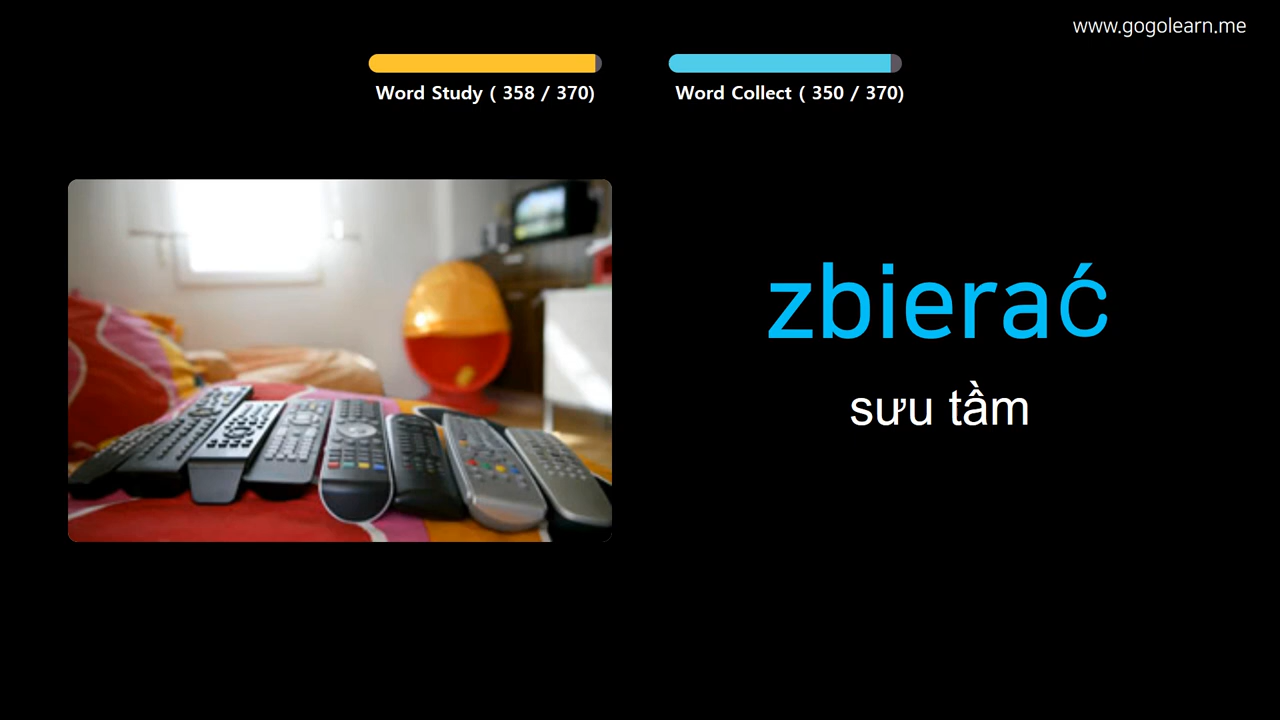 www.gogolearn.me
Word Study ( 358 / 370)
Word Collect ( 350 / 370)
zbierać
sưu tầm